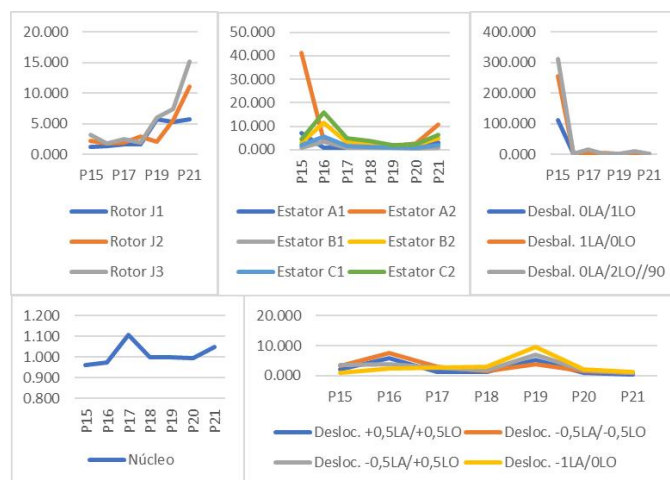 20.000
15.000
10.000
5.000
0.000
P15 P17 P19 P21
Rotor J1
Rotor J2
Rotor J3
50.000
40.000
30.000
20.000
10.000
0.000
P15 P16 P17 P18 P19 P20 P21
Estator A1 Estator A2
Estator B1 Estator B2
Estator C1 Estator C2
400.000
300.000
200.000
100.000
0.000
P15 P17 P19 P21
Desbal. 0LA/1LO
Desbal. 1LA/0LO
Desbal. 0LA/2LO//90
1.200
1.100
1.000
0.900
0.800
P15 P16 P17 P18 P19 P20 P21
Núcleo
20.000
10.000
0.000
P15 P16 P17 P18 P19 P20 P21
Desloc. +0,5LA/+0,5LO Desloc. -0,5LA/-0,5LO
Desloc. -0,5LA/+0,5LO Desloc. -1LA/0LO